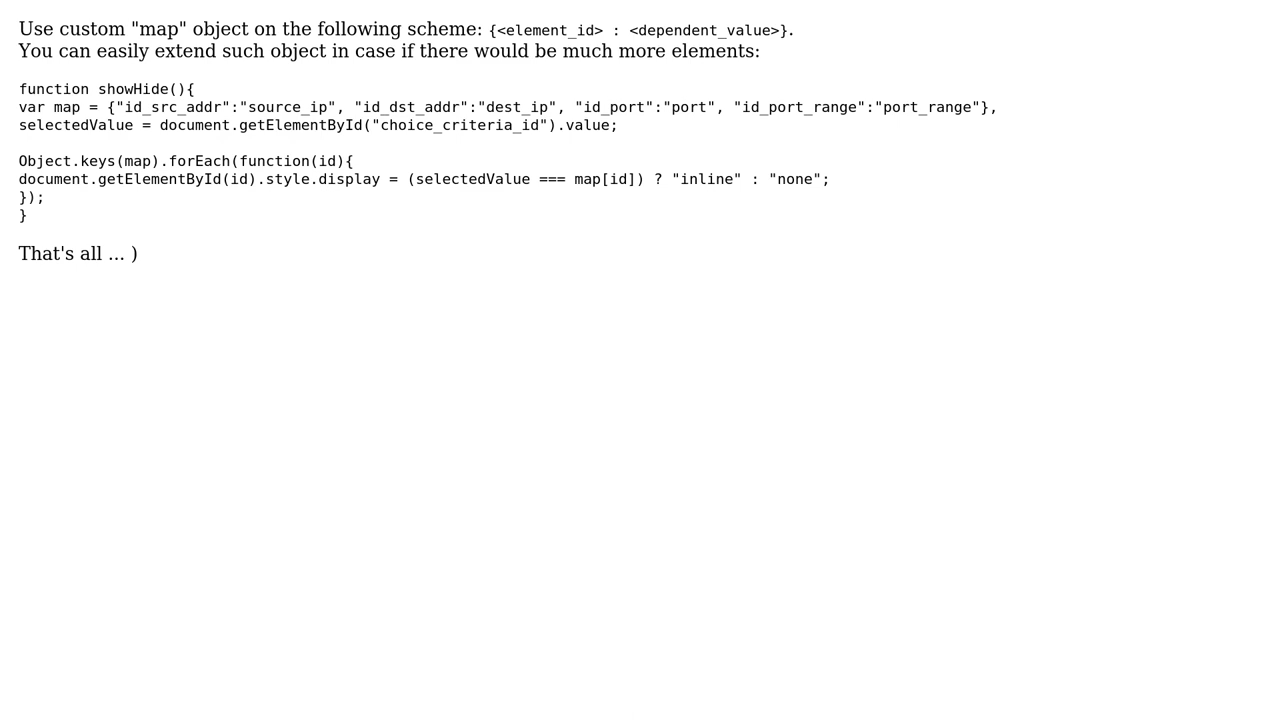 Use custom "map" object on the following scheme: {<element_id> : <dependent_value>}.
You can easily extend such object in case if there would be much more elements:
function showHide(){
var map = {"id_src_addr":"source_ip", "id_dst_addr":"dest_ip", "id_port":"port", "id_port_range":"port_range"},
selectedValue = document.getElementById("choice_criteria_id").value;
Object.keys(map).forEach(function(id){
document.getElementById(id).style.display = (selectedValue === map[id]) ? "inline" : "none";
});
}
That's all ... )